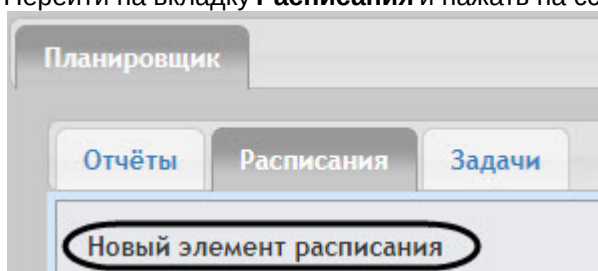 Перейти на вкладку Расписания и нажать на
Планировщик
Отчёты Расписания Задачи
Новый элемент расписания